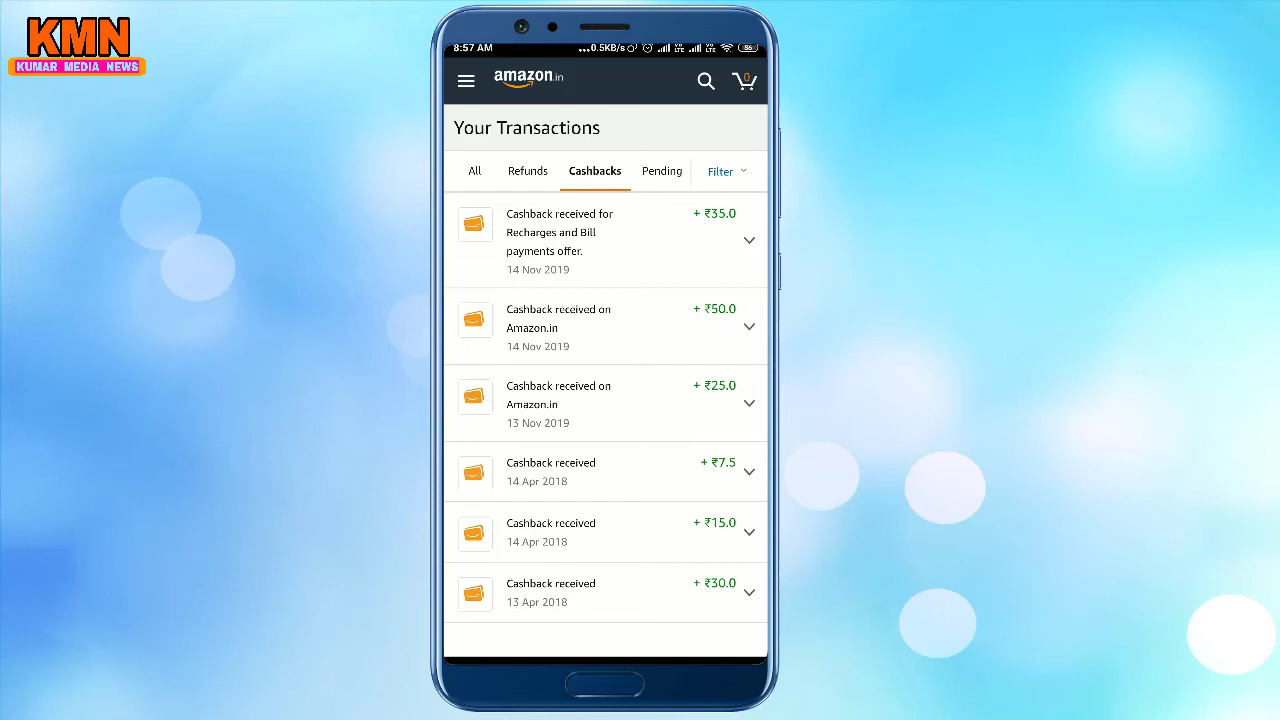 KMN
KUMAR MEDIA NEWS
8:57 AM
...0.5KB/s
86
amazon.in
0
Your Transactions
All Refunds Cashbacks Pending Filter
Cashback received for + ₹35.0
Recharges and Bill
payments offer.
14 Nov 2019
Cashback received on + ₹50.0
Amazon.in
14 Nov 2019
Cashback received on + ₹25.0
Amazon.in
13 Nov 2019
Cashback received + ₹7.5
14 Apr 2018
Cashback received + ₹15.0
14 Apr 2018
Cashback received + ₹30.0
13 Apr 2018